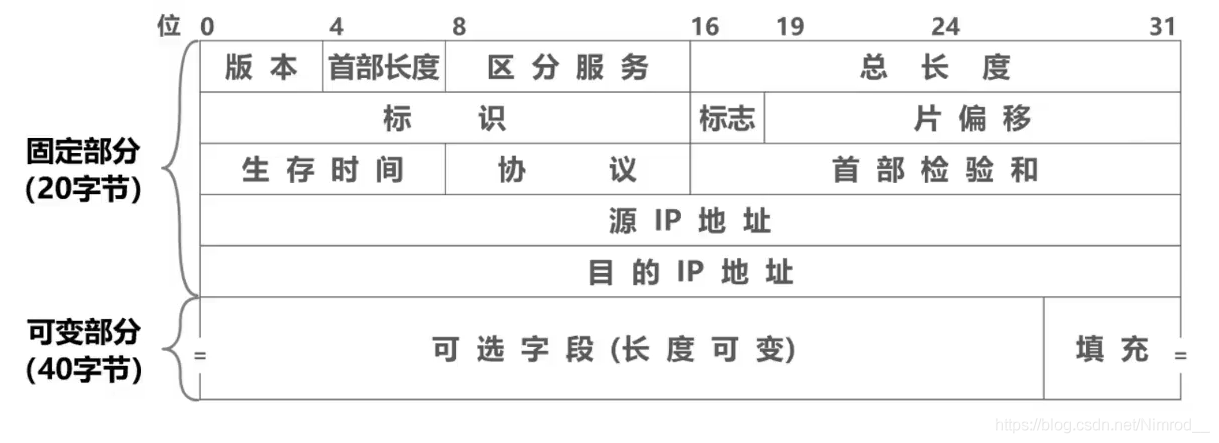 位 0 4 8 16 19 24 31
版 本 首部长度 区 分 服 务 总 长 度
标 识 标志 片 偏 移
固定部分
(20字节)
生 存 时 间 协 议 首 部 检 验 和
源 IP 地 址
目 的 IP 地 址
可变部分
(40字节)
= 可 选 字 段 (长 度 可 变) 填 充 =
https://blog.csdn.net/Nimrod__